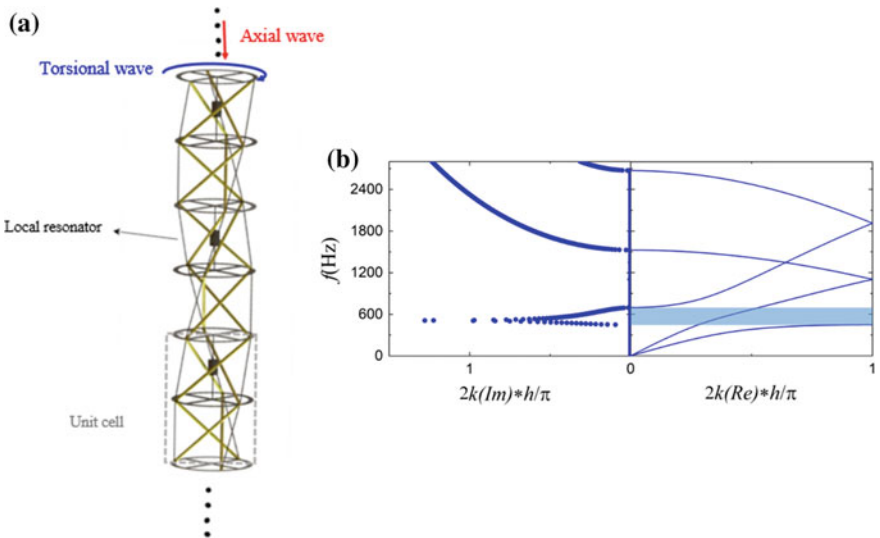 (a)
Axial wave
Torsional wave
Local resonator
Unit cell
(b)
f(Hz)
2400
1800
1200
600
0
1
0
1
2k(Im)*h/π
2k(Re)*h/π